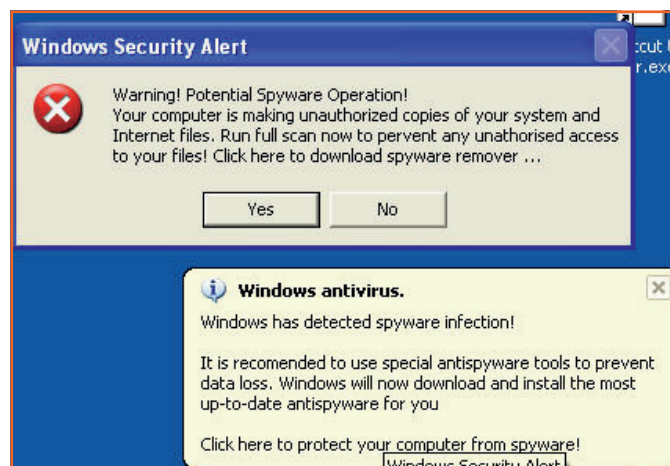 cut t
r.exe
Windows Security Alert
Warning! Potential Spyware Operation!
Your computer is making unauthorized copies of your system and
Internet files. Run full scan now to pervent any unathorised access
to your files! Click here to download spyware remover ...
Yes
No
Windows antivirus.
Windows has detected spyware infection!
It is recomended to use special antispyware tools to prevent
data loss. Windows will now download and install the most
up-to-date antispyware for you
Click here to protect your computer from spyware!
Windows Security Alert